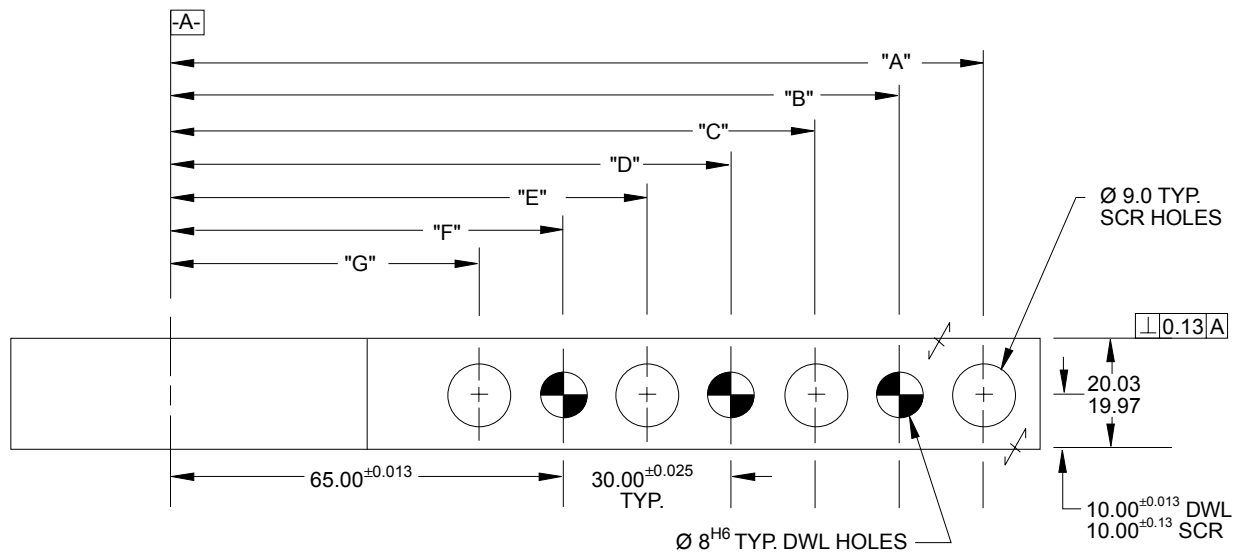 -A-
"A"
"B"
"C"
"D"
"E"
"F"
"G"
Ø 9.0 TYP.
SCR HOLES
⊥ 0.13 A
20.03
19.97
65.00±0.013
30.00±0.025
TYP.
10.00±0.013 DWL
10.00±0.13 SCR
Ø 8H6 TYP. DWL HOLES